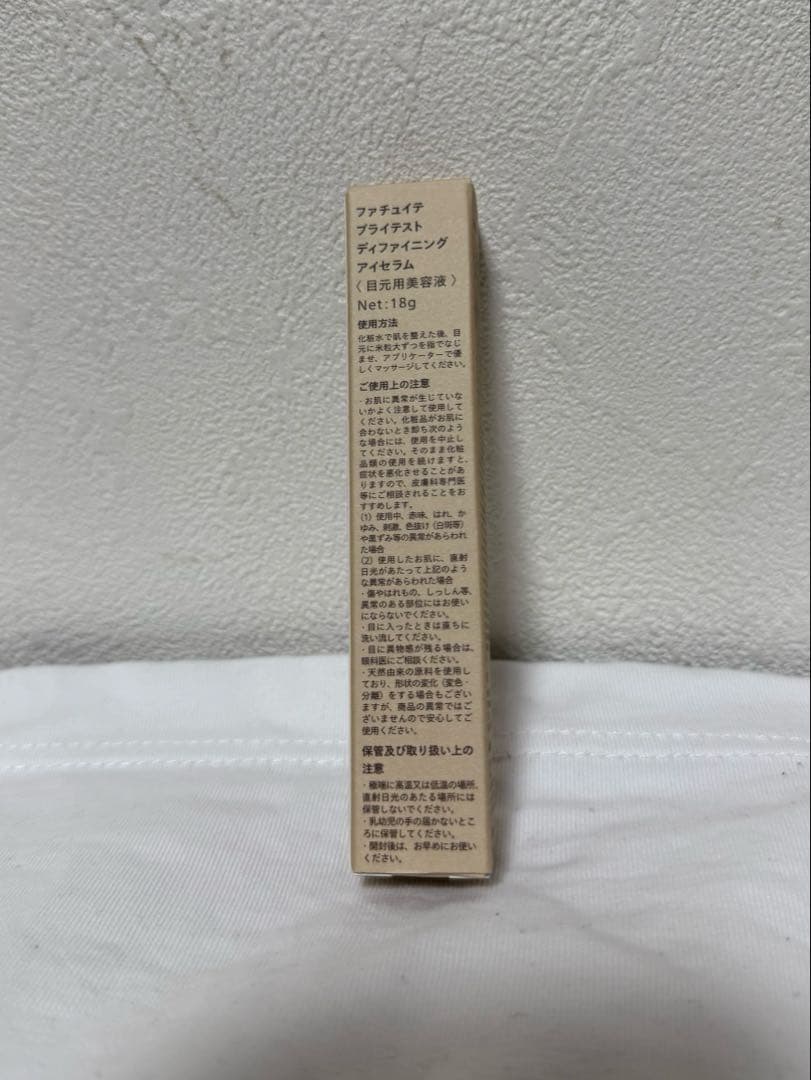 ファチュイテ
ブライテスト
ディファイニング
アイセラム
〈 目元用美容液 〉
Net:18g
使用方法
化粧水で肌を整えた後、目
元に米粒大ずつを指でなじ
ませ、アプリケーターで優
しくマッサージしてください。
ご使用上の注意
・お肌に異常が生じていな
いかよく注意して使用して
ください。化粧品がお肌に
合わないとき即ち次のよう
な場合には、使用を中止し
てください。そのまま化粧
品類の使用を続けますと、
症状を悪化させることがあ
りますので、皮膚科専門医
等にご相談されることをお
すすめします。
(1) 使用中、赤味、はれ、か
ゆみ、刺激、色抜け（白斑等）
や黒ずみ等の異常があらわれ
た場合
(2) 使用したお肌に、直射
日光があたって上記のよう
な異常があらわれた場合
・傷やはれもの、しっしん等、
異常のある部位にはお使い
にならないでください。
・目に入ったときは直ちに
洗い流してください。
・目に異物感が残る場合は、
眼科医にご相談ください。
・天然由来の原料を使用し
ており、形状の変化（変色・
分離）をする場合もござい
ますが、商品の異常ではご
ざいませんので安心してご
使用ください。
保管及び取り扱い上の
注意
・極端に高温又は低温の場所、
直射日光のあたる場所には
保管しないでください。
・乳幼児の手の届かないとこ
ろに保管してください。
・開封後は、お早めにお使い
ください。